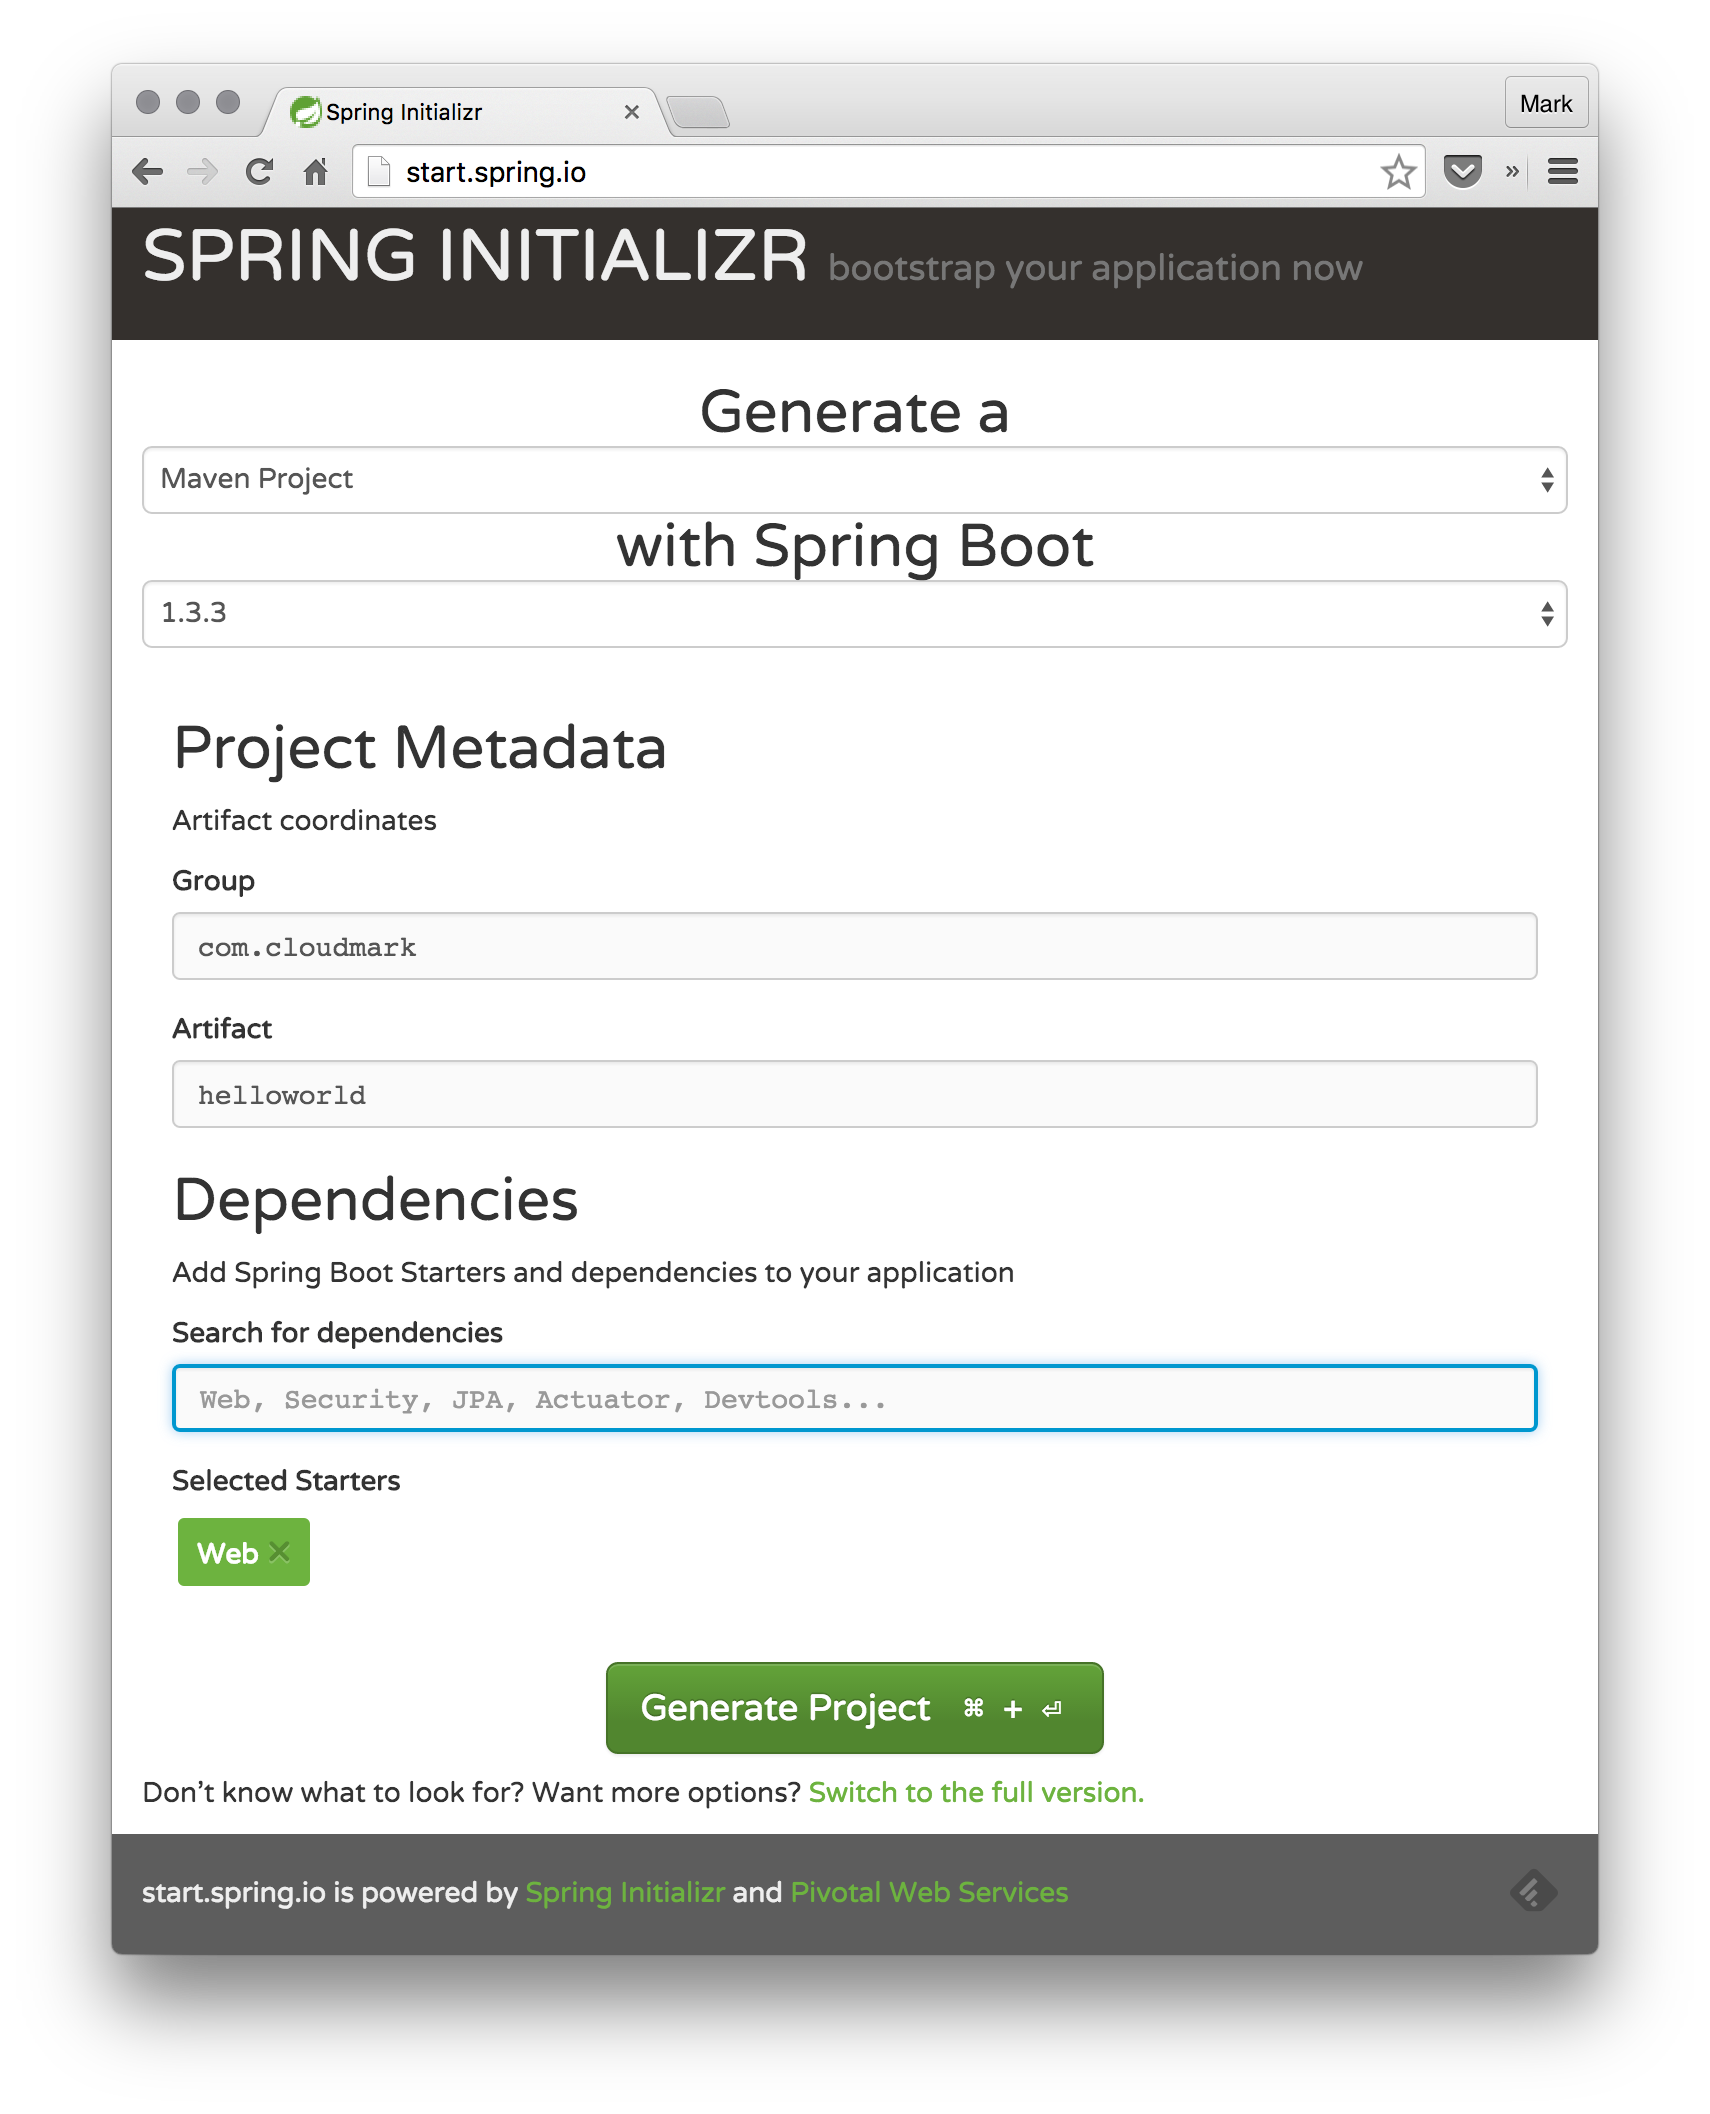 Spring Initializr
Mark
start.spring.io
SPRING INITIALIZR bootstrap your application now
Generate a
Maven Project
with Spring Boot
1.3.3
Project Metadata
Artifact coordinates
Group
com.cloudmark
Artifact
helloworld
Dependencies
Add Spring Boot Starters and dependencies to your application
Search for dependencies
Web, Security, JPA, Actuator, Devtools...
Selected Starters
Web ×
Generate Project ⌘ + ⏎
Don’t know what to look for? Want more options? Switch to the full version.
start.spring.io is powered by Spring Initializr and Pivotal Web Services